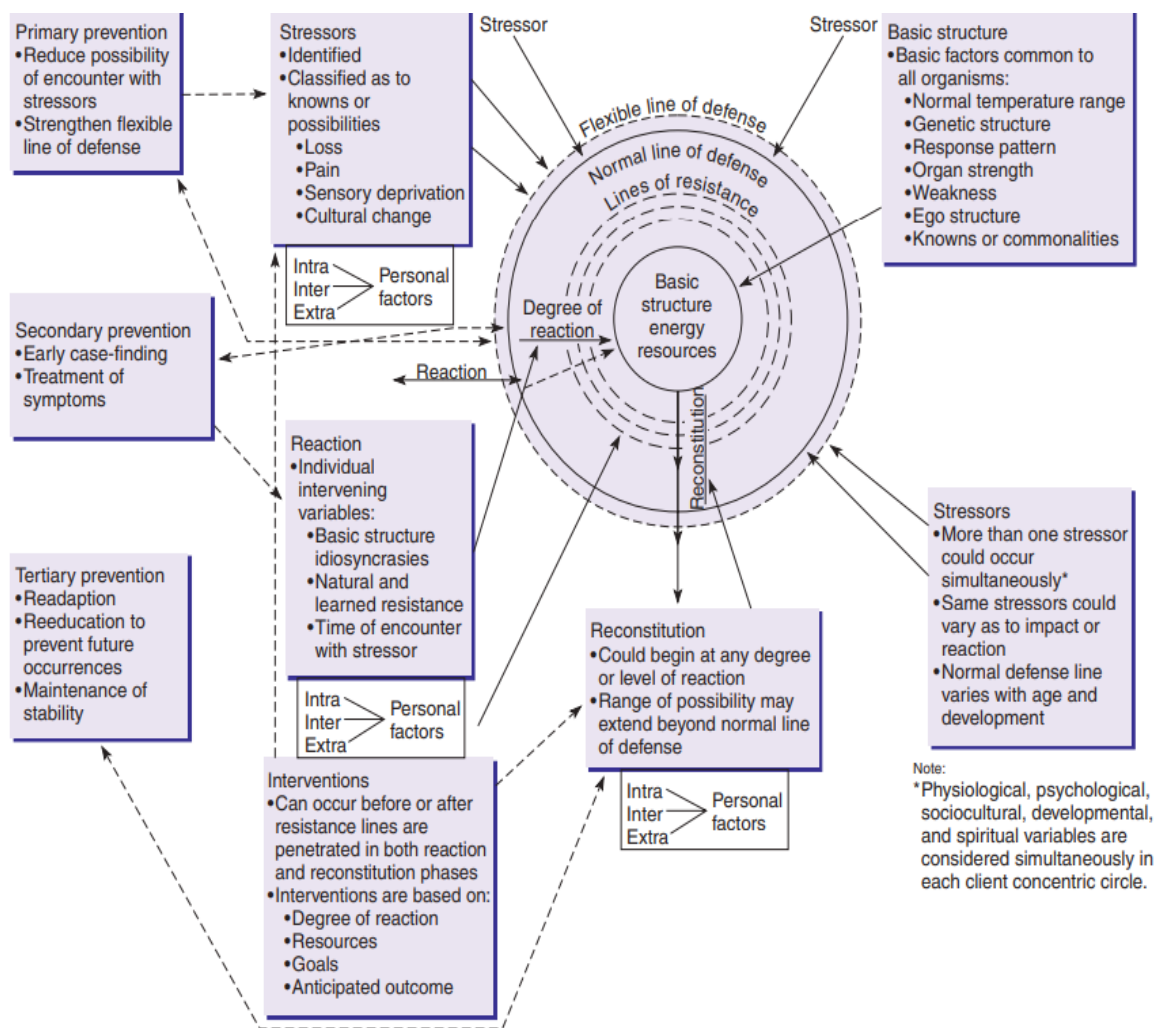 Primary prevention
•Reduce possibility
of encounter with
stressors
•Strengthen flexible
line of defense
Stressors
•Identified
•Classified as to
knowns or
possibilities
•Loss
•Pain
•Sensory deprivation
•Cultural change
Intra
Inter
Extra
Personal
factors
Stressor
Stressor
Basic structure
•Basic factors common to
all organisms:
•Normal temperature range
•Genetic structure
•Response pattern
•Organ strength
•Weakness
•Ego structure
•Knowns or commonalities
Flexible line of defense
Normal line of defense
Lines of resistance
Basic
structure
energy
resources
Degree of
reaction
Reaction
Reconstitution
Secondary prevention
•Early case-finding
•Treatment of
symptoms
Reaction
•Individual
intervening
variables:
•Basic structure
idiosyncrasies
•Natural and
learned resistance
•Time of encounter
with stressor
Intra
Inter
Extra
Personal
factors
Tertiary prevention
•Readaption
•Reeducation to
prevent future
occurrences
•Maintenance of
stability
Interventions
•Can occur before or after
resistance lines are
penetrated in both reaction
and reconstitution phases
•Interventions are based on:
•Degree of reaction
•Resources
•Goals
•Anticipated outcome
Reconstitution
•Could begin at any degree
or level of reaction
•Range of possibility may
extend beyond normal line
of defense
Intra
Inter
Extra
Personal
factors
Stressors
•More than one stressor
could occur
simultaneously*
•Same stressors could
vary as to impact or
reaction
•Normal defense line
varies with age and
development
Note:
*Physiological, psychological,
sociocultural, developmental,
and spiritual variables are
considered simultaneously in
each client concentric circle.